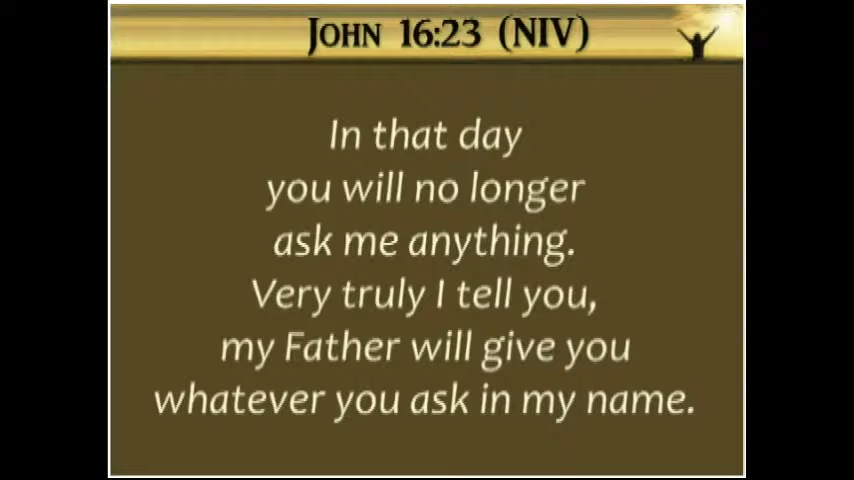 John 16:23 (NIV)
In that day
you will no longer
ask me anything.
Very truly I tell you,
my Father will give you
whatever you ask in my name.